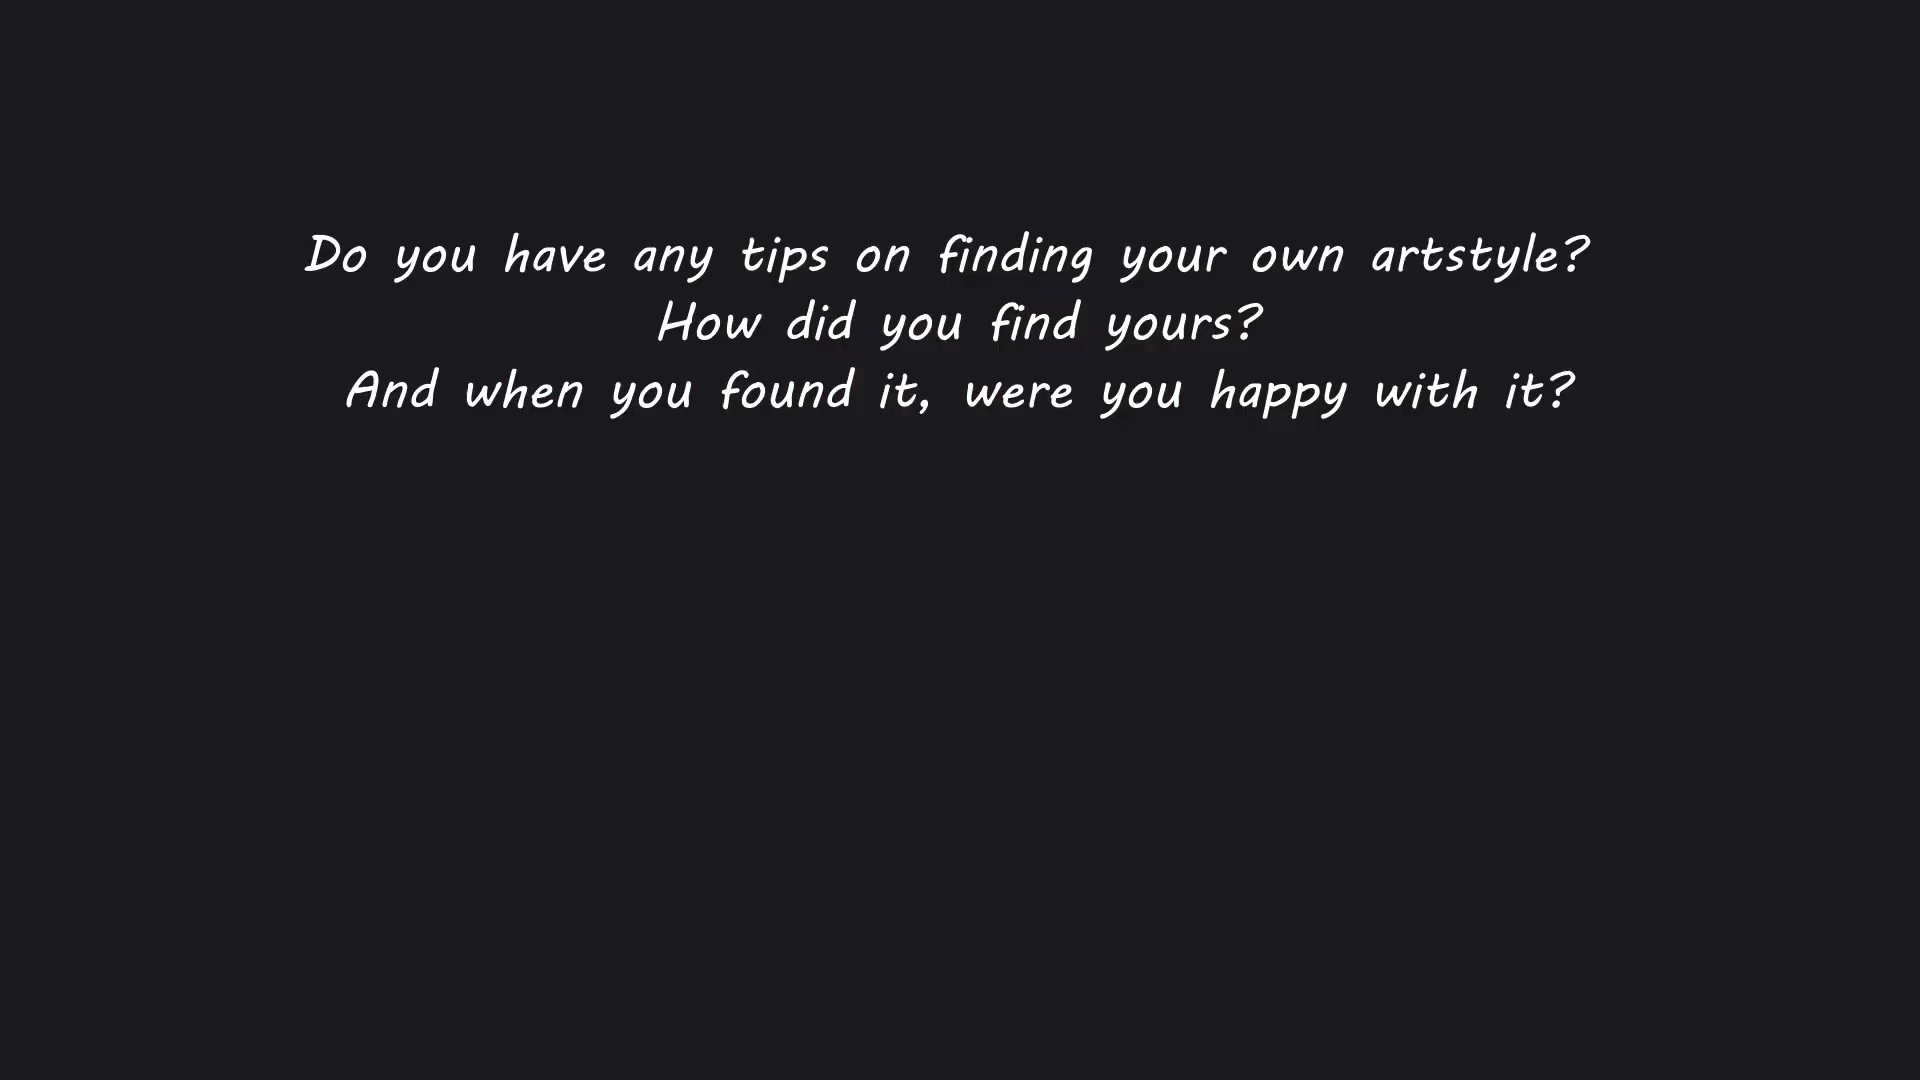 Do you have any tips on finding your own artstyle?
How did you find yours?
And when you found it, were you happy with it?